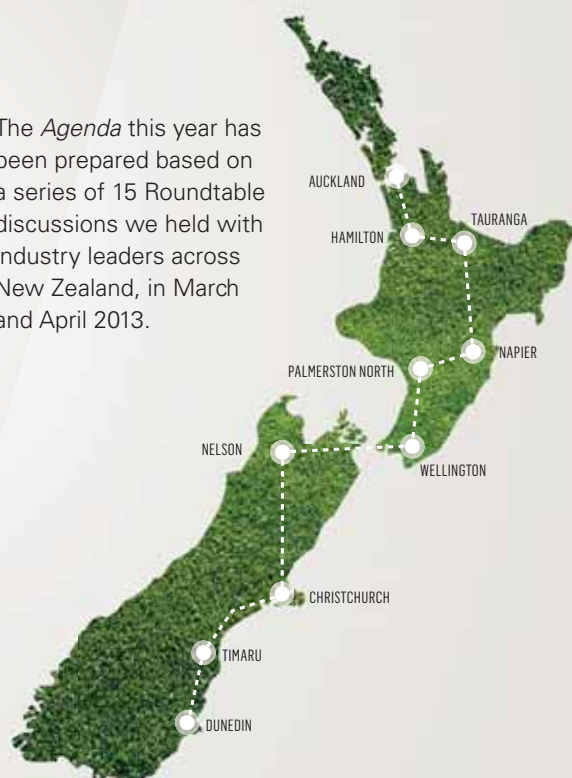 The Agenda this year has
been prepared based on
a series of 15 Roundtable
discussions we held with
industry leaders across
New Zealand, in March
and April 2013.
AUCKLAND
TAURANGA
HAMILTON
NAPIER
PALMERSTON NORTH
NELSON
WELLINGTON
CHRISTCHURCH
TIMARU
DUNEDIN